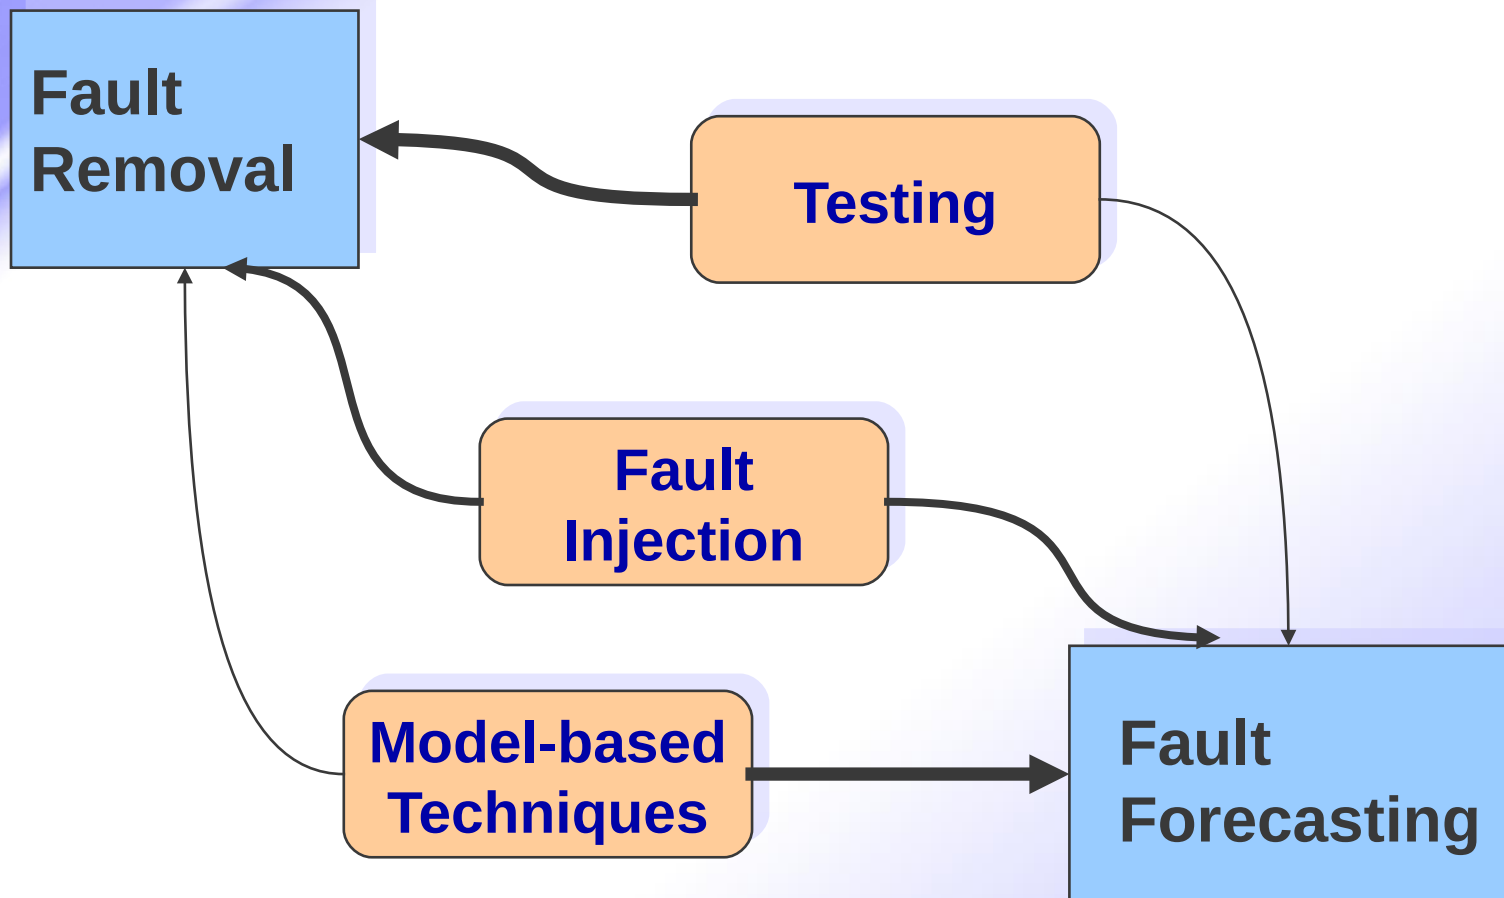 Fault
Removal
Testing
Fault
Injection
Model-based
Techniques
Fault
Forecasting